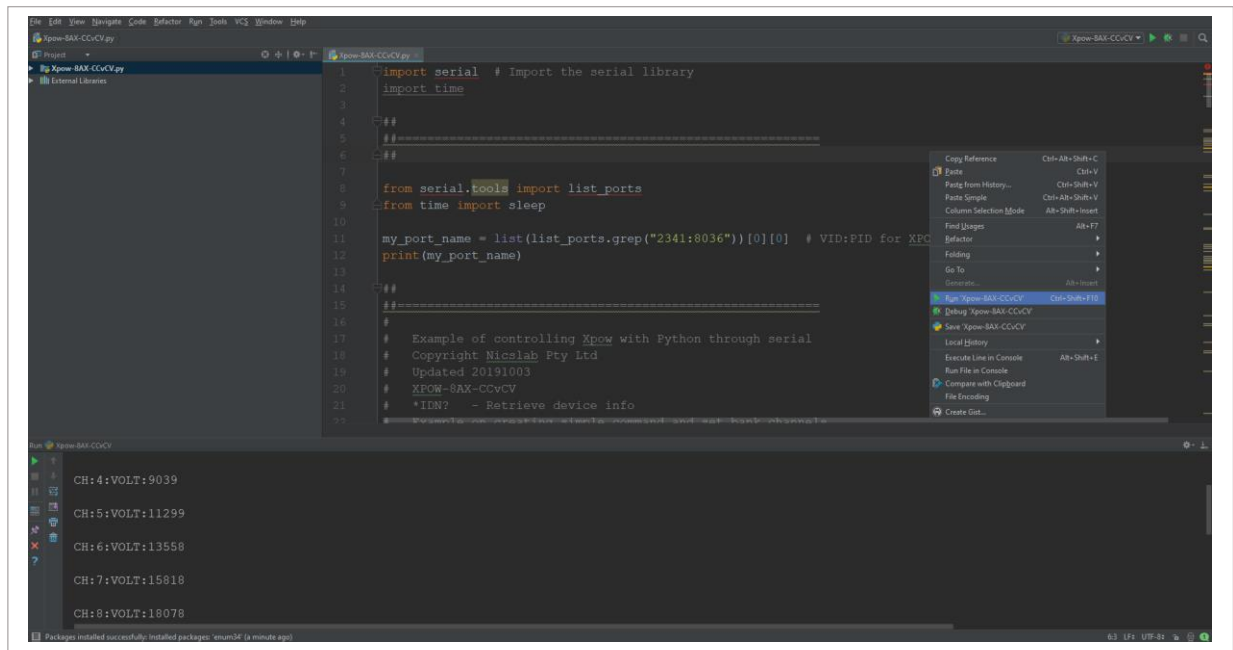 File Edit View Navigate Code Refactor Run Tools VCS Window Help
Xpow-8AX-CCvCV.py
Xpow-8AX-CCvCV
Project
Xpow-8AX-CCvCV.py
External Libraries
Xpow-8AX-CCvCV.py
1 import serial # Import the serial library
2 import time
3
4 ##
5 ##=========================================================
6 ##
7
8 from serial.tools import list_ports
9 from time import sleep
10
11 my_port_name = list(list_ports.grep("2341:8036"))[0][0] # VID:PID for XPO
12 print(my_port_name)
13
14 ##
15 ##=========================================================
16 #
17 # Example of controlling Xpow with Python through serial
18 # Copyright Nicslab Pty Ltd
19 # Updated 20191003
20 # XPOW-8AX-CCvCV
21 # *IDN? - Retrieve device info
22 # Example on creating simple command and set bank channels
Copy Reference Ctrl+Alt+Shift+C
Paste Ctrl+V
Paste from History... Ctrl+Shift+V
Paste Simple Ctrl+Alt+Shift+V
Column Selection Mode Alt+Shift+Insert
Find Usages Alt+F7
Refactor
Folding
Go To
Generate... Alt+Insert
Run 'Xpow-8AX-CCvCV' Ctrl+Shift+F10
Debug 'Xpow-8AX-CCvCV'
Save 'Xpow-8AX-CCvCV'
Local History
Execute Line in Console Alt+Shift+E
Run File in Console
Compare with Clipboard
File Encoding
Create Gist...
Run Xpow-8AX-CCvCV
CH:4:VOLT:9039
CH:5:VOLT:11299
CH:6:VOLT:13558
CH:7:VOLT:15818
CH:8:VOLT:18078
Packages installed successfully: Installed packages: 'enum34' (a minute ago)
6:3 LF÷ UTF-8÷